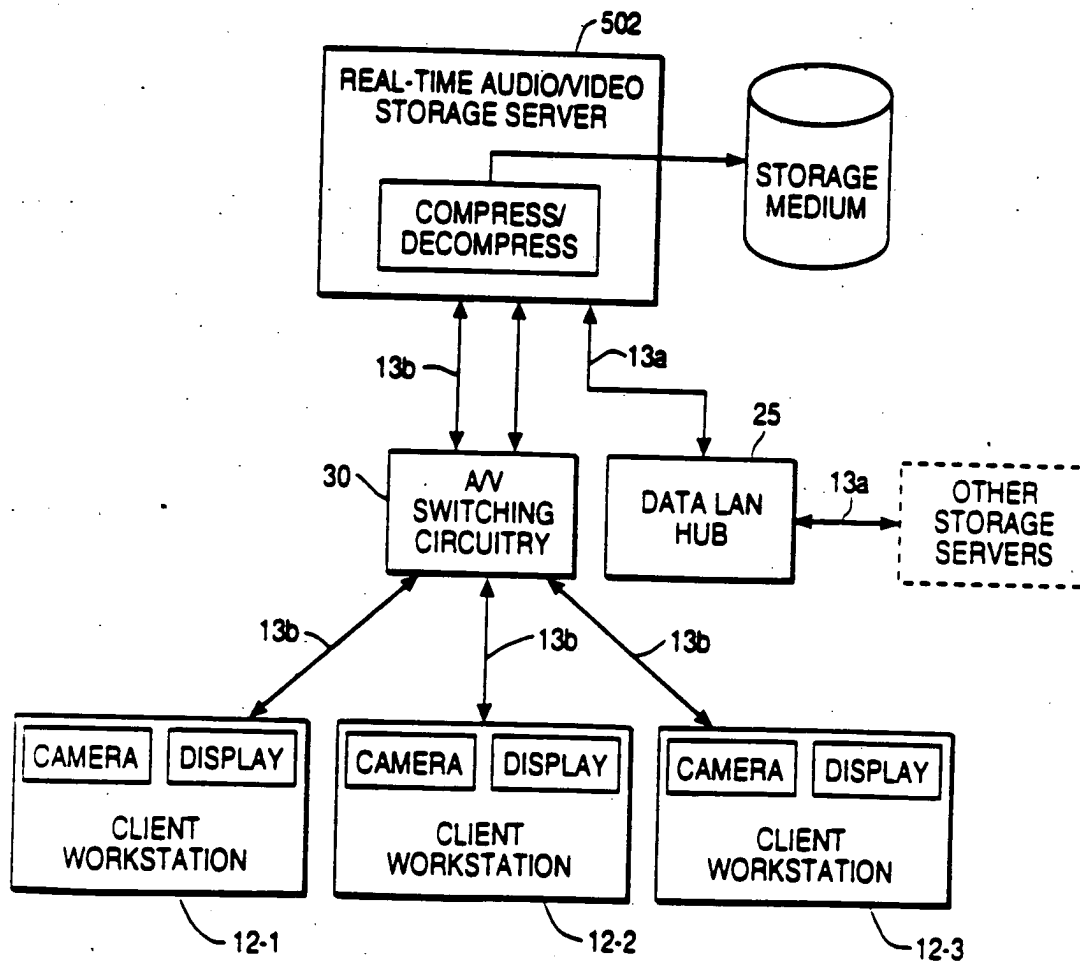 502
REAL-TIME AUDIO/VIDEO
STORAGE SERVER
COMPRESS/
DECOMPRESS
STORAGE
MEDIUM
13b
13a
25
30
A/V
SWITCHING
CIRCUITRY
DATA LAN
HUB
13a
OTHER
STORAGE
SERVERS
13b
13b
13b
CAMERA
DISPLAY
CLIENT
WORKSTATION
CAMERA
DISPLAY
CLIENT
WORKSTATION
CAMERA
DISPLAY
CLIENT
WORKSTATION
12-1
12-2
12-3